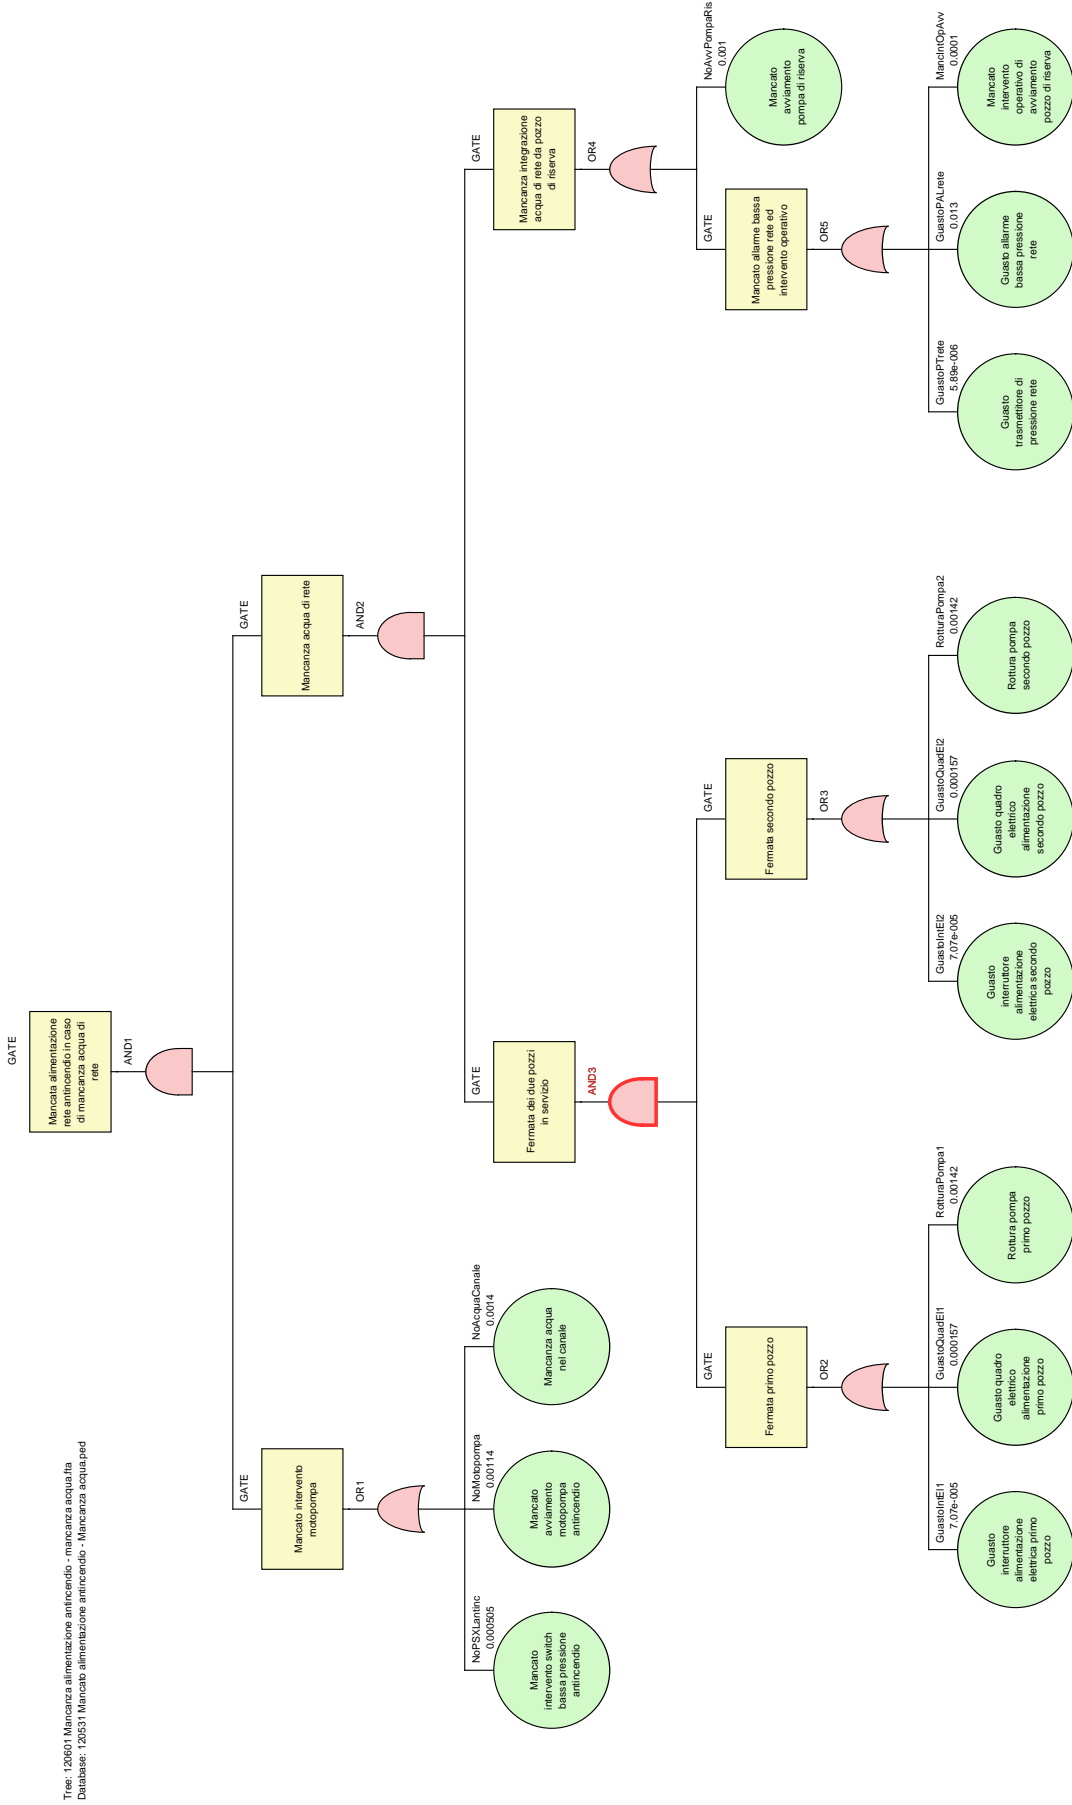 Tree: 120601 Mancanza alimentazione antincendio - mancanza acqua.fta
Database: 120531 Mancato alimentazione antincendio - Mancanza acqua.ped
GATE
Mancata alimentazione
rete antincendio in caso
di mancanza acqua di
rete
AND1
GATE
Mancato intervento
motopompa
OR1
GATE
Mancanza acqua di rete
AND2
NoPSXLantinc
0.000505
Mancato
intervento switch
bassa pressione
antincendio
NoMotopompa
0.00114
Mancato
avviamento
motopompa
antincendio
NoAcquaCanale
0.0014
Mancanza acqua
nel canale
GATE
Fermata dei due pozzi
in servizio
AND3
GATE
Mancanza integrazione
acqua di rete da pozzo
di riserva
OR4
GATE
Fermata primo pozzo
OR2
GATE
Fermata secondo pozzo
OR3
GATE
Mancato allarme bassa
pressione rete ed
intervento operativo
OR5
NoAvvPompaRis
0.001
Mancato
avviamento
pompa di riserva
GuastoIntEl1
7.07e-005
Guasto
interruttore
alimentazione
elettrica primo
pozzo
GuastoQuadEl1
0.000157
Guasto quadro
elettrico
alimentazione
primo pozzo
RotturaPompa1
0.00142
Rottura pompa
primo pozzo
GuastoIntEl2
7.07e-005
Guasto
interruttore
alimentazione
elettrica secondo
pozzo
GuastoQuadEl2
0.000157
Guasto quadro
elettrico
alimentazione
secondo pozzo
RotturaPompa2
0.00142
Rottura pompa
secondo pozzo
GuastoPTrete
5.89e-006
Guasto
trasmettitore di
pressione rete
GuastoPALrete
0.013
Guasto allarme
bassa pressione
rete
MancIntOpAvv
0.0001
Mancato
intervento
operativo di
avviamento
pozzo di riserva